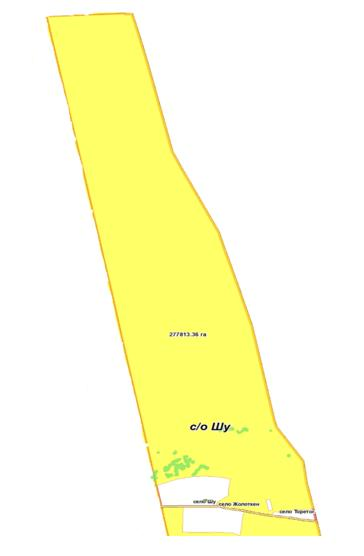 277813.36 га
с/о Шу
село Шу
село Жолоткен
село Торетог